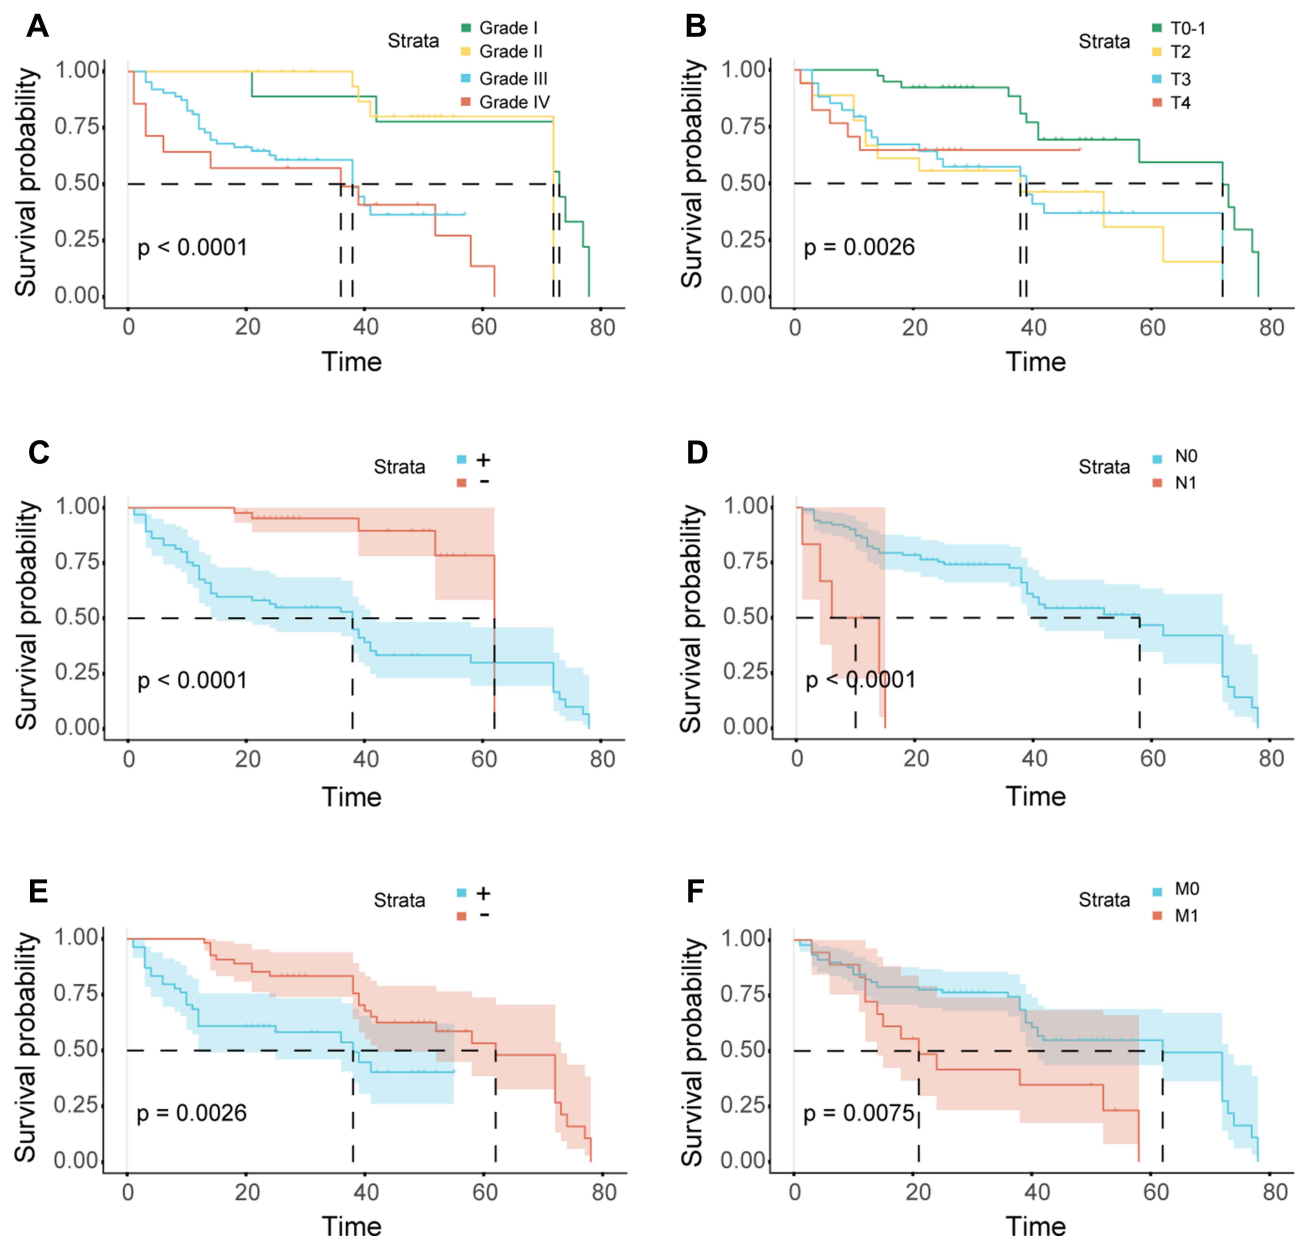 A
Strata
Grade I
Grade II
Grade III
Grade IV
Survival probability
1.00
0.75
0.50
0.25
0.00
p < 0.0001
0 20 40 60 80
Time
B
Strata
T0-1
T2
T3
T4
Survival probability
1.00
0.75
0.50
0.25
0.00
p = 0.0026
0 20 40 60 80
Time
C
Strata
+
-
Survival probability
1.00
0.75
0.50
0.25
0.00
p < 0.0001
0 20 40 60 80
Time
D
Strata
N0
N1
Survival probability
1.00
0.75
0.50
0.25
0.00
p < 0.0001
0 20 40 60 80
Time
E
Strata
+
-
Survival probability
1.00
0.75
0.50
0.25
0.00
p = 0.0026
0 20 40 60 80
Time
F
Strata
M0
M1
Survival probability
1.00
0.75
0.50
0.25
0.00
p = 0.0075
0 20 40 60 80
Time